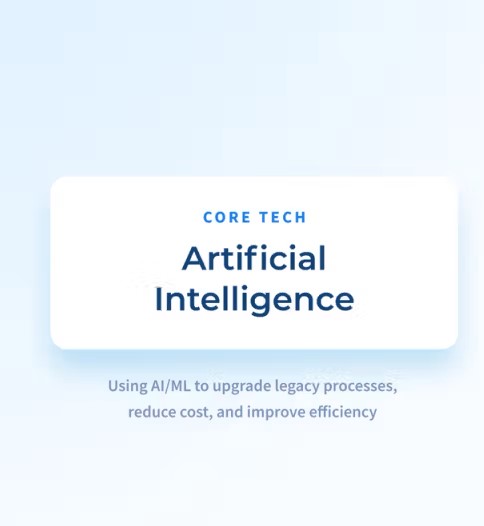 CORE TECH
Artificial
Intelligence
Using AI/ML to upgrade legacy processes,
reduce cost, and improve efficiency